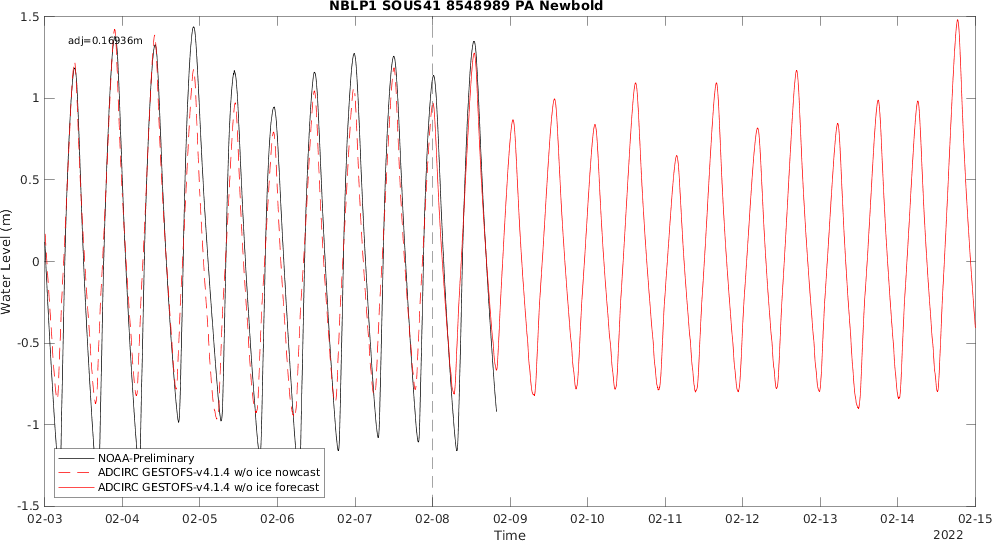 NBLP1 SOUS41 8548989 PA Newbold
adj=0.16936m
Water Level (m)
1.5
1
0.5
0
-0.5
-1
-1.5
NOAA-Preliminary
ADCIRC GESTOFS-v4.1.4 w/o ice nowcast
ADCIRC GESTOFS-v4.1.4 w/o ice forecast
02-03 02-04 02-05 02-06 02-07 02-08 02-09 02-10 02-11 02-12 02-13 02-14 02-15
Time
2022